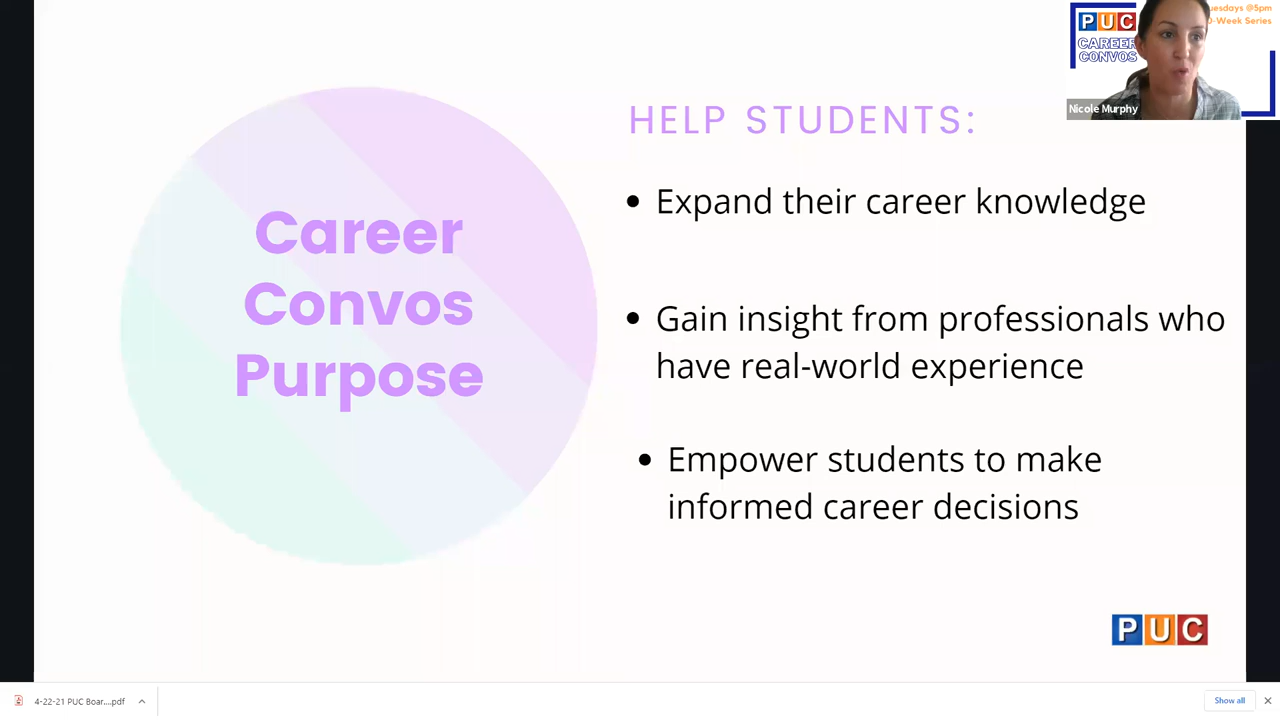 Career
Convos
Purpose
HELP STUDENTS:
• Expand their career knowledge
• Gain insight from professionals who
have real-world experience
• Empower students to make
informed career decisions
PUC
CAREER
CONVOS
@5pm
Series
Nicole Murphy
PUC
4-22-21 PUC Boar....pdf
Show all